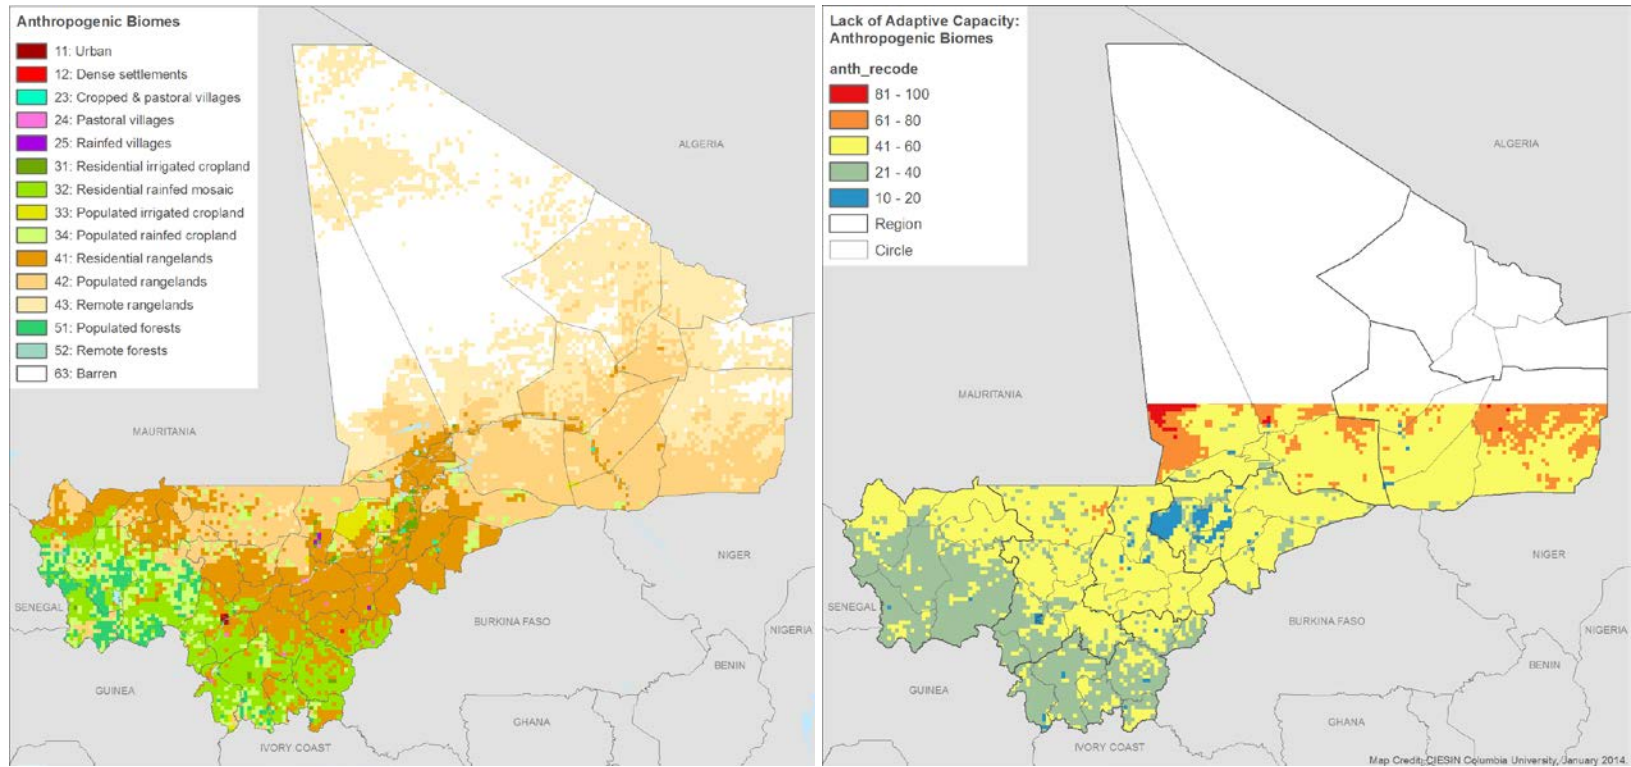 Anthropogenic Biomes
11: Urban
12: Dense settlements
23: Cropped & pastoral villages
24: Pastoral villages
25: Rainfed villages
31: Residential irrigated cropland
32: Residential rainfed mosaic
33: Populated irrigated cropland
34: Populated rainfed cropland
41: Residential rangelands
42: Populated rangelands
43: Remote rangelands
51: Populated forests
52: Remote forests
63: Barren
ALGERIA
MAURITANIA
NIGER
SENEGAL
BURKINA FASO
NIGERIA
BENIN
GUINEA
GHANA
IVORY COAST
Lack of Adaptive Capacity:
Anthropogenic Biomes
anth_recode
81 - 100
61 - 80
41 - 60
21 - 40
10 - 20
Region
Circle
ALGERIA
MAURITANIA
NIGER
SENEGAL
BURKINA FASO
NIGERIA
BENIN
GUINEA
GHANA
IVORY COAST
Map Credit: CIESIN Columbia University, January 2014.